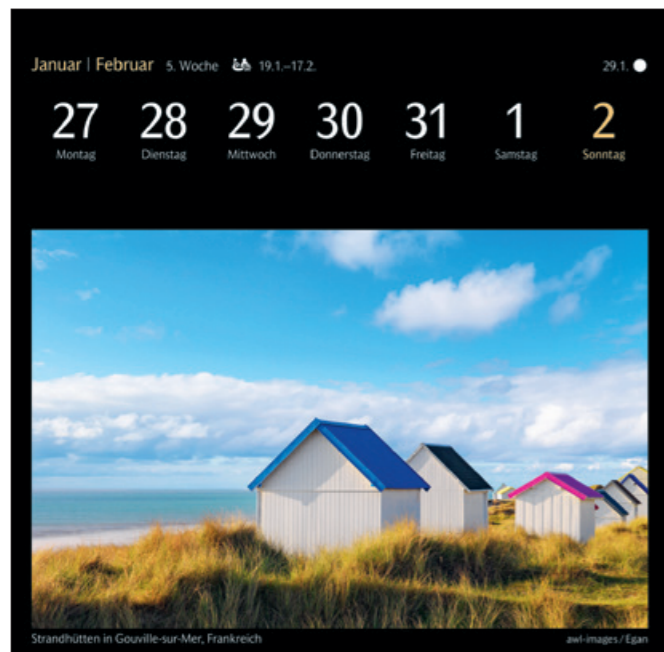 Januar | Februar 5. Woche 19.1.–17.2. 29.1.
27 28 29 30 31 1 2
Montag Dienstag Mittwoch Donnerstag Freitag Samstag Sonntag
Strandhütten in Gouville-sur-Mer, Frankreich awl-images / Egan